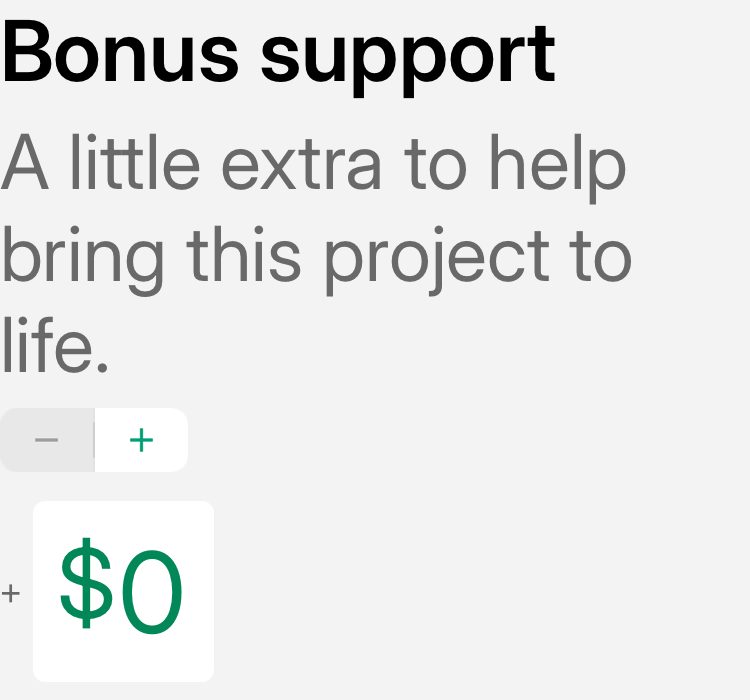 Bonus support
A little extra to help
bring this project to
life.
− +
+ $0